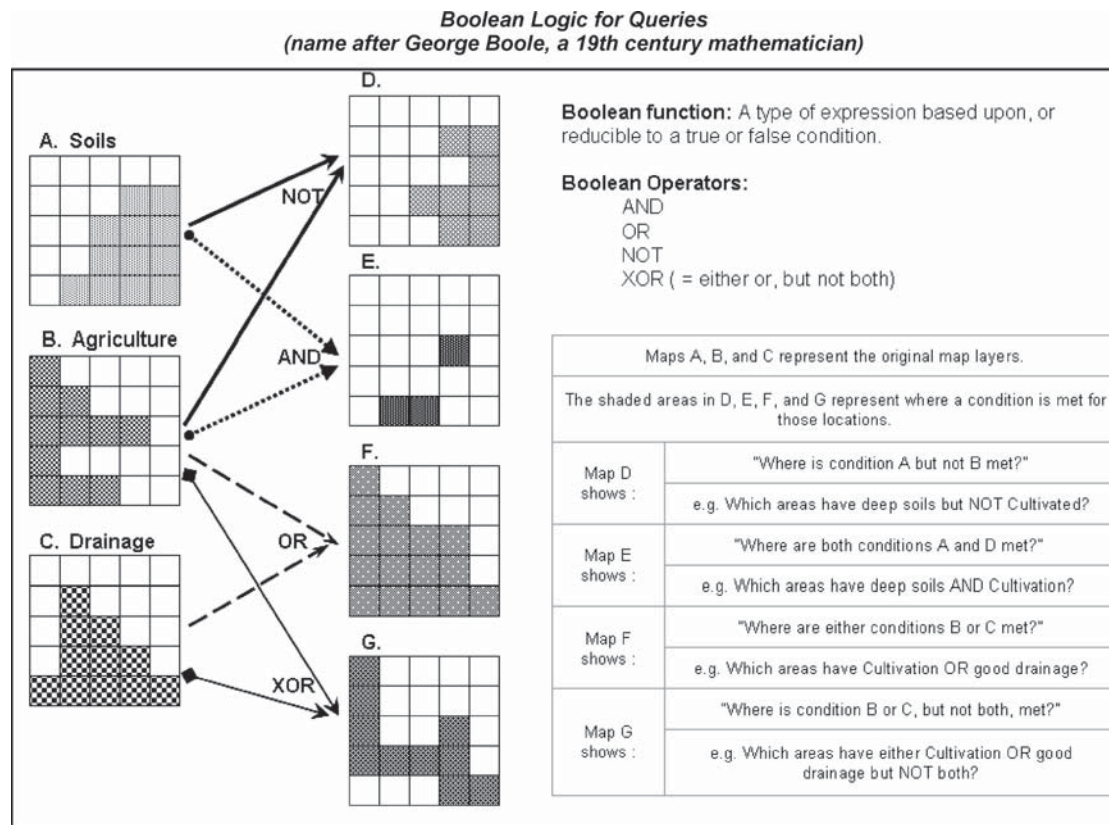 Boolean Logic for Queries
(name after George Boole, a 19th century mathematician)
A. Soils
B. Agriculture
C. Drainage
NOT
AND
OR
XOR
D.
E.
F.
G.
Boolean function: A type of expression based upon, or
reducible to a true or false condition.
Boolean Operators:
AND
OR
NOT
XOR ( = either or, but not both)
Maps A, B, and C represent the original map layers.
The shaded areas in D, E, F, and G represent where a condition is met for
those locations.
Map D
shows :
"Where is condition A but not B met?"
e.g. Which areas have deep soils but NOT Cultivated?
Map E
shows :
"Where are both conditions A and D met?"
e.g. Which areas have deep soils AND Cultivation?
Map F
shows :
"Where are either conditions B or C met?"
e.g. Which areas have Cultivation OR good drainage?
Map G
shows :
"Where is condition B or C, but not both, met?"
e.g. Which areas have either Cultivation OR good
drainage but NOT both?